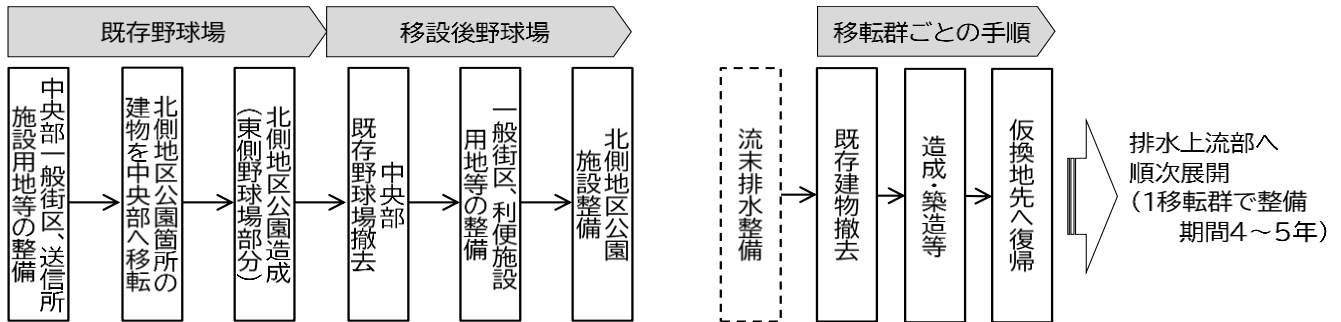 既存野球場
移設後野球場
移転群ごとの手順
中央部一般街区、送信所
施設用地等の整備
北側地区公園箇所の
建物を中央部へ移転
北側地区公園造成
（東側野球場部分）
中央部
既存野球場撤去
一般街区、利便施設
用地等の整備
北側地区公園
施設整備
流末排水整備
既存建物撤去
造成・築造等
仮換地先へ復帰
排水上流部へ
順次展開
（1移転群で整備
期間4～5年）